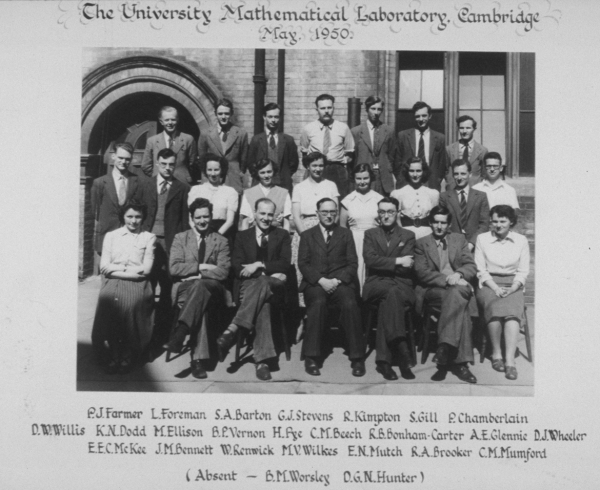 The University Mathematical Laboratory, Cambridge
May, 1950.
P.J.Farmer L.Foreman S.A.Barton G.J.Stevens R.Kimpton S.Gill P.Chamberlain
D.W.Willis K.N.Dodd M.Ellison B.P.Vernon H.Pye C.M.Beech R.B.Bonham-Carter A.E.Glennie D.J.Wheeler
E.E.C.McKee J.M.Bennett W.Renwick M.V.Wilkes E.N.Mutch R.A.Brooker C.M.Mumford
(Absent — B.M.Worsley D.G.N.Hunter)